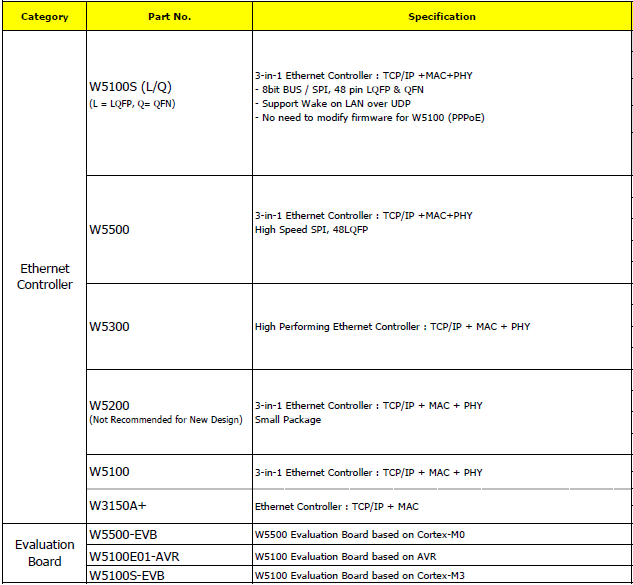 Category Part No. Specification
Ethernet
Controller
W5100S (L/Q)
(L = LQFP, Q= QFN)
3-in-1 Ethernet Controller : TCP/IP +MAC+PHY
- 8bit BUS / SPI, 48 pin LQFP & QFN
- Support Wake on LAN over UDP
- No need to modify firmware for W5100 (PPPoE)
W5500
3-in-1 Ethernet Controller : TCP/IP +MAC+PHY
High Speed SPI, 48LQFP
W5300
High Performing Ethernet Controller : TCP/IP + MAC + PHY
W5200
(Not Recommended for New Design)
3-in-1 Ethernet Controller : TCP/IP + MAC + PHY
Small Package
W5100
3-in-1 Ethernet Controller : TCP/IP + MAC + PHY
W3150A+
Ethernet Controller : TCP/IP + MAC
Evaluation
Board
W5500-EVB
W5500 Evaluation Board based on Cortex-M0
W5100E01-AVR
W5100 Evaluation Board based on AVR
W5100S-EVB
W5100 Evaluation Board based on Cortex-M3